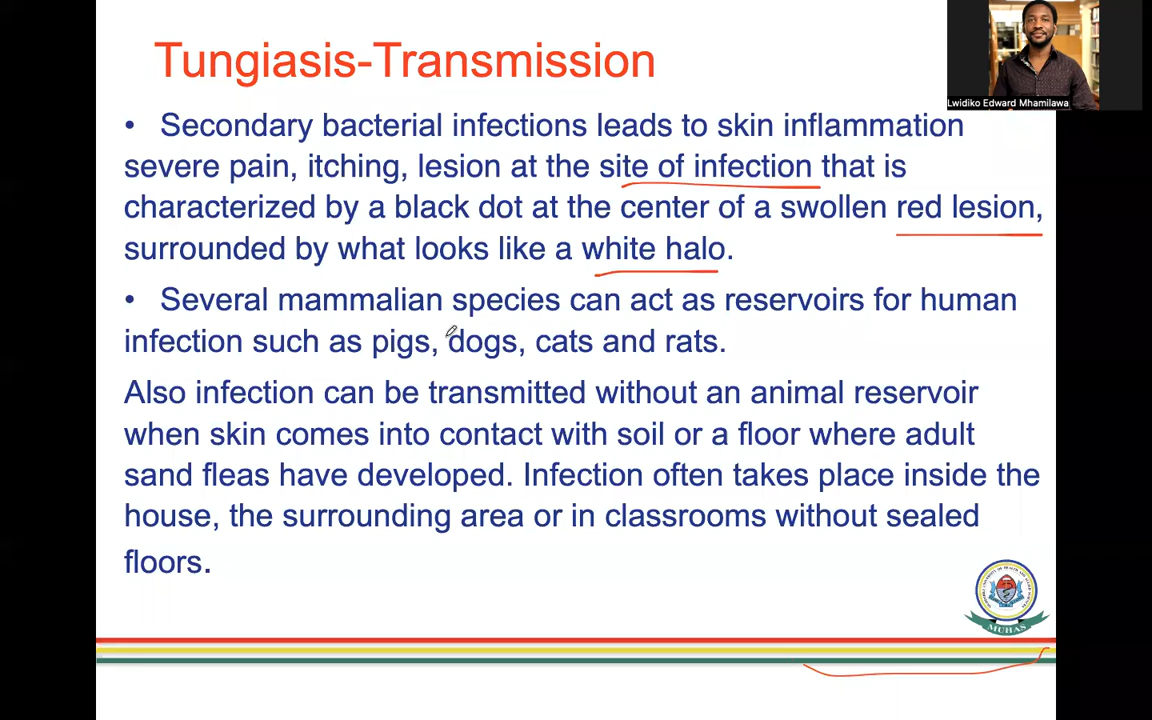 Tungiasis-Transmission
Lwidiko Edward Mhamilawa
• Secondary bacterial infections leads to skin inflammation
severe pain, itching, lesion at the site of infection that is
characterized by a black dot at the center of a swollen red lesion,
surrounded by what looks like a white halo.
• Several mammalian species can act as reservoirs for human
infection such as pigs, dogs, cats and rats.
Also infection can be transmitted without an animal reservoir
when skin comes into contact with soil or a floor where adult
sand fleas have developed. Infection often takes place inside the
house, the surrounding area or in classrooms without sealed
floors.
MUHAS